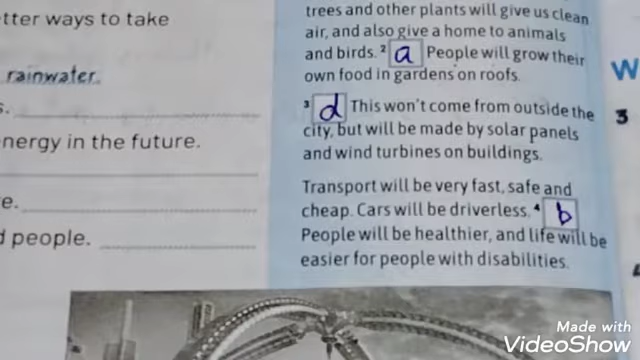 tter ways to take
rainwater.
s.
nergy in the future.
e.
d people.
trees and other plants will give us clean
air, and also give a home to animals
and birds. ² a People will grow their
own food in gardens on roofs.
³ d This won't come from outside the
city, but will be made by solar panels
and wind turbines on buildings.
Transport will be very fast, safe and
cheap. Cars will be driverless. ⁴ b
People will be healthier, and life will be
easier for people with disabilities.
W
3
Made with
VideoShow